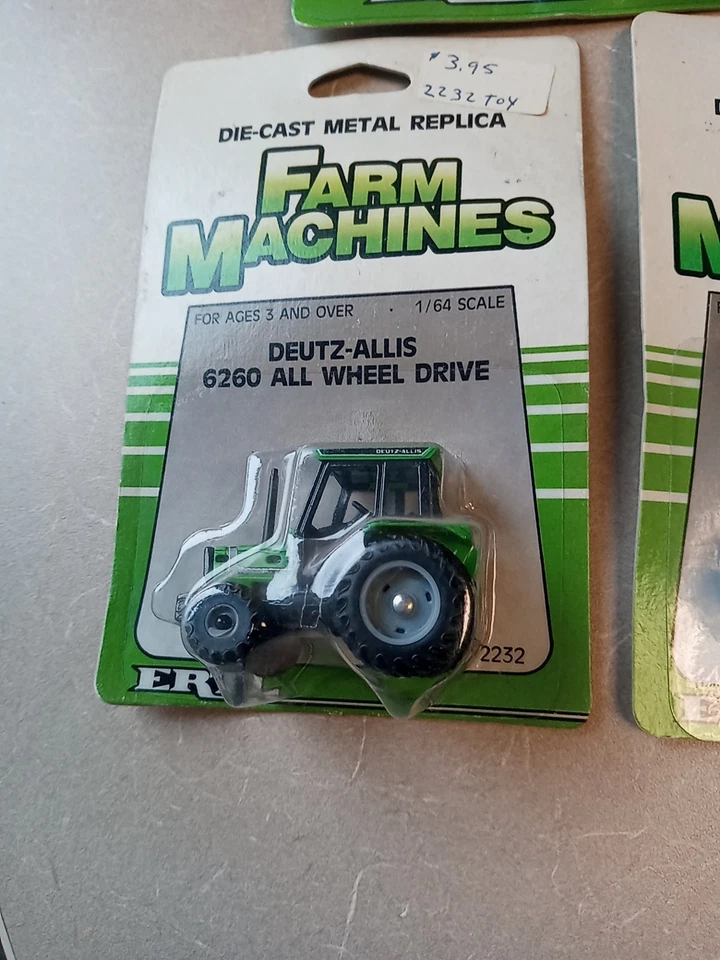 $3.95
2232 TOY
DIE-CAST METAL REPLICA
FARM
MACHINES
FOR AGES 3 AND OVER · 1/64 SCALE
DEUTZ-ALLIS
6260 ALL WHEEL DRIVE
DEUTZ-ALLIS
2232